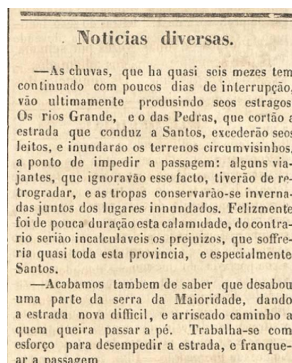 Noticias diversas.
—As chuvas, que ha quasi seis mezes tem
continuado com poucos dias de interrupção,
vão ultimamente produsindo seos estragos
Os rios Grande, e o das Pedras, que cortão a
estrada que conduz a Santos, excederão seos
leitos, e inundarão os terrenos circumvisinhos,
a ponto de impedir a passagem: alguns via-
jantes, que ignoravão esse facto, tiverão de re-
trogradar, e as tropas conservarão-se inverna-
das juntos dos lugares innundados. Felizmente
foi de pouca duração esta calamidade, do contra-
rio serião incalculaveis os prejuizos, que soffre-
ria quasi toda esta provincia, e especialmente
Santos.
—Acabamos tambem de saber que desabou
uma parte da serra da Maioridade, dando
a estrada nova difficil, e arriscado caminho a
quem queira passar a pé. Trabalha-se com
esforço para desempedir a estrada, e franque-
ar a passagem